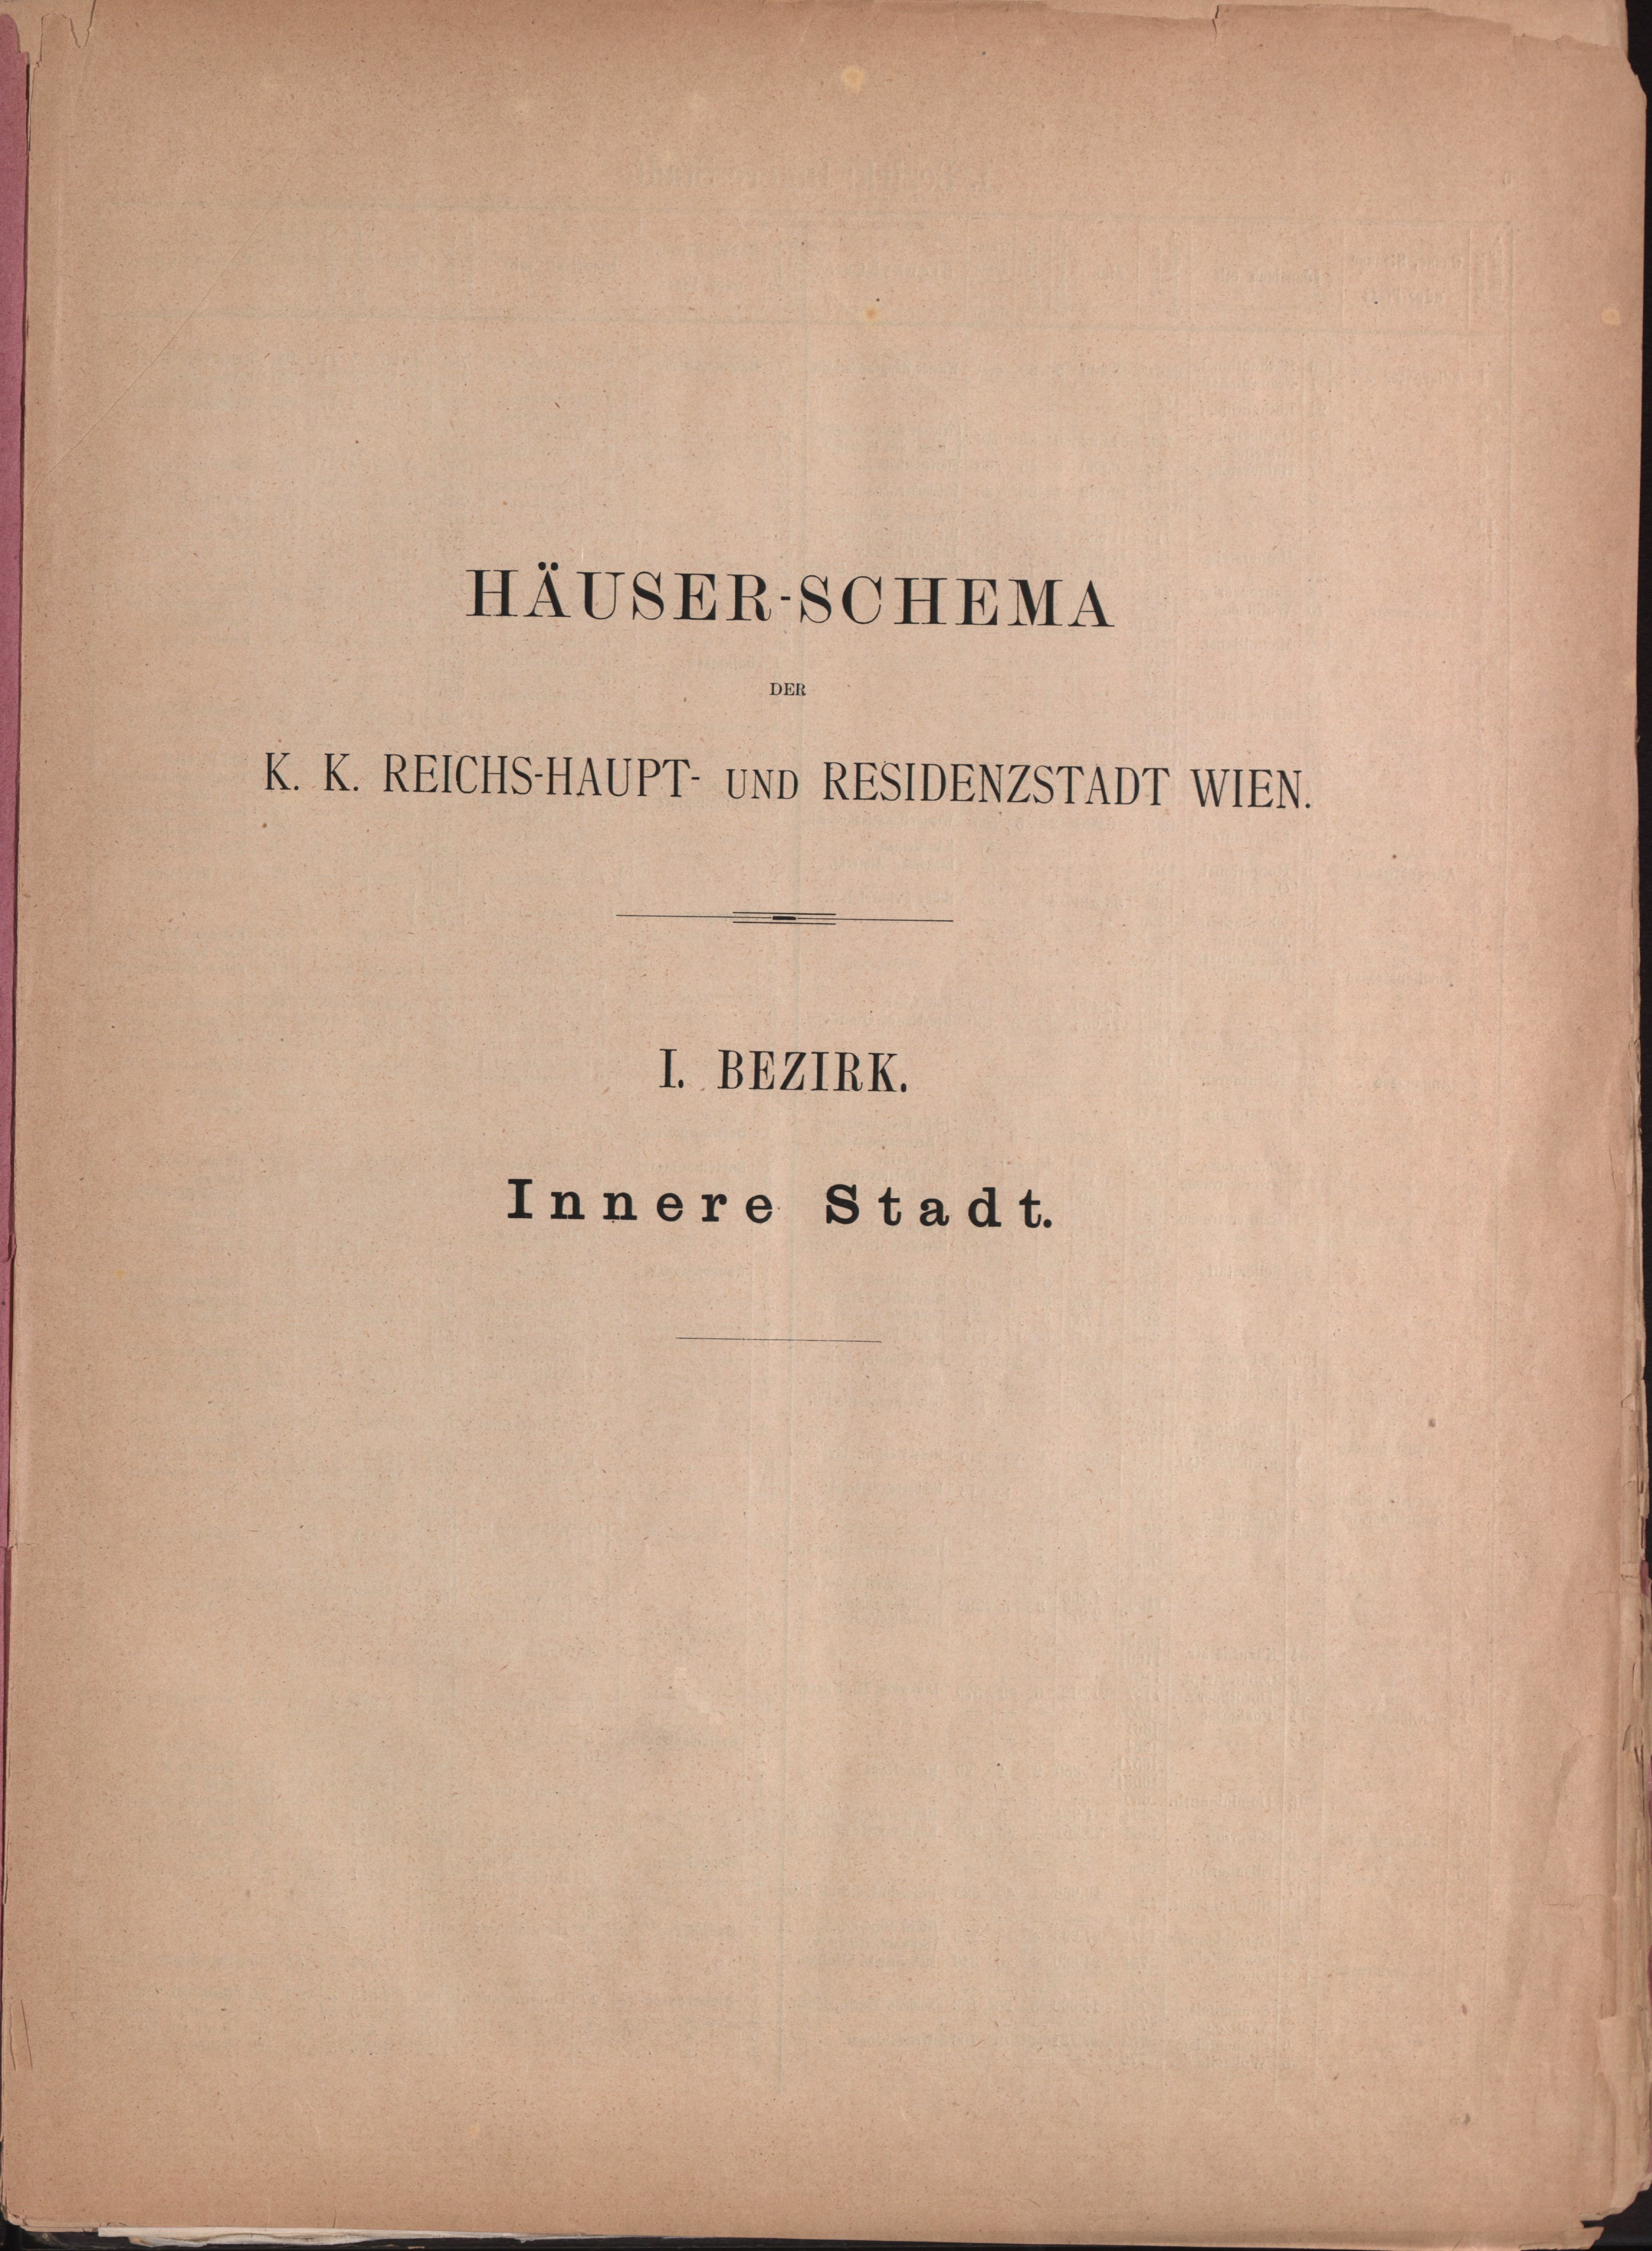 HÄUSER-SCHEMA
DER
K. K. REICHS-HAUPT- UND RESIDENZSTADT WIEN.
I. BEZIRK.
Innere Stadt.